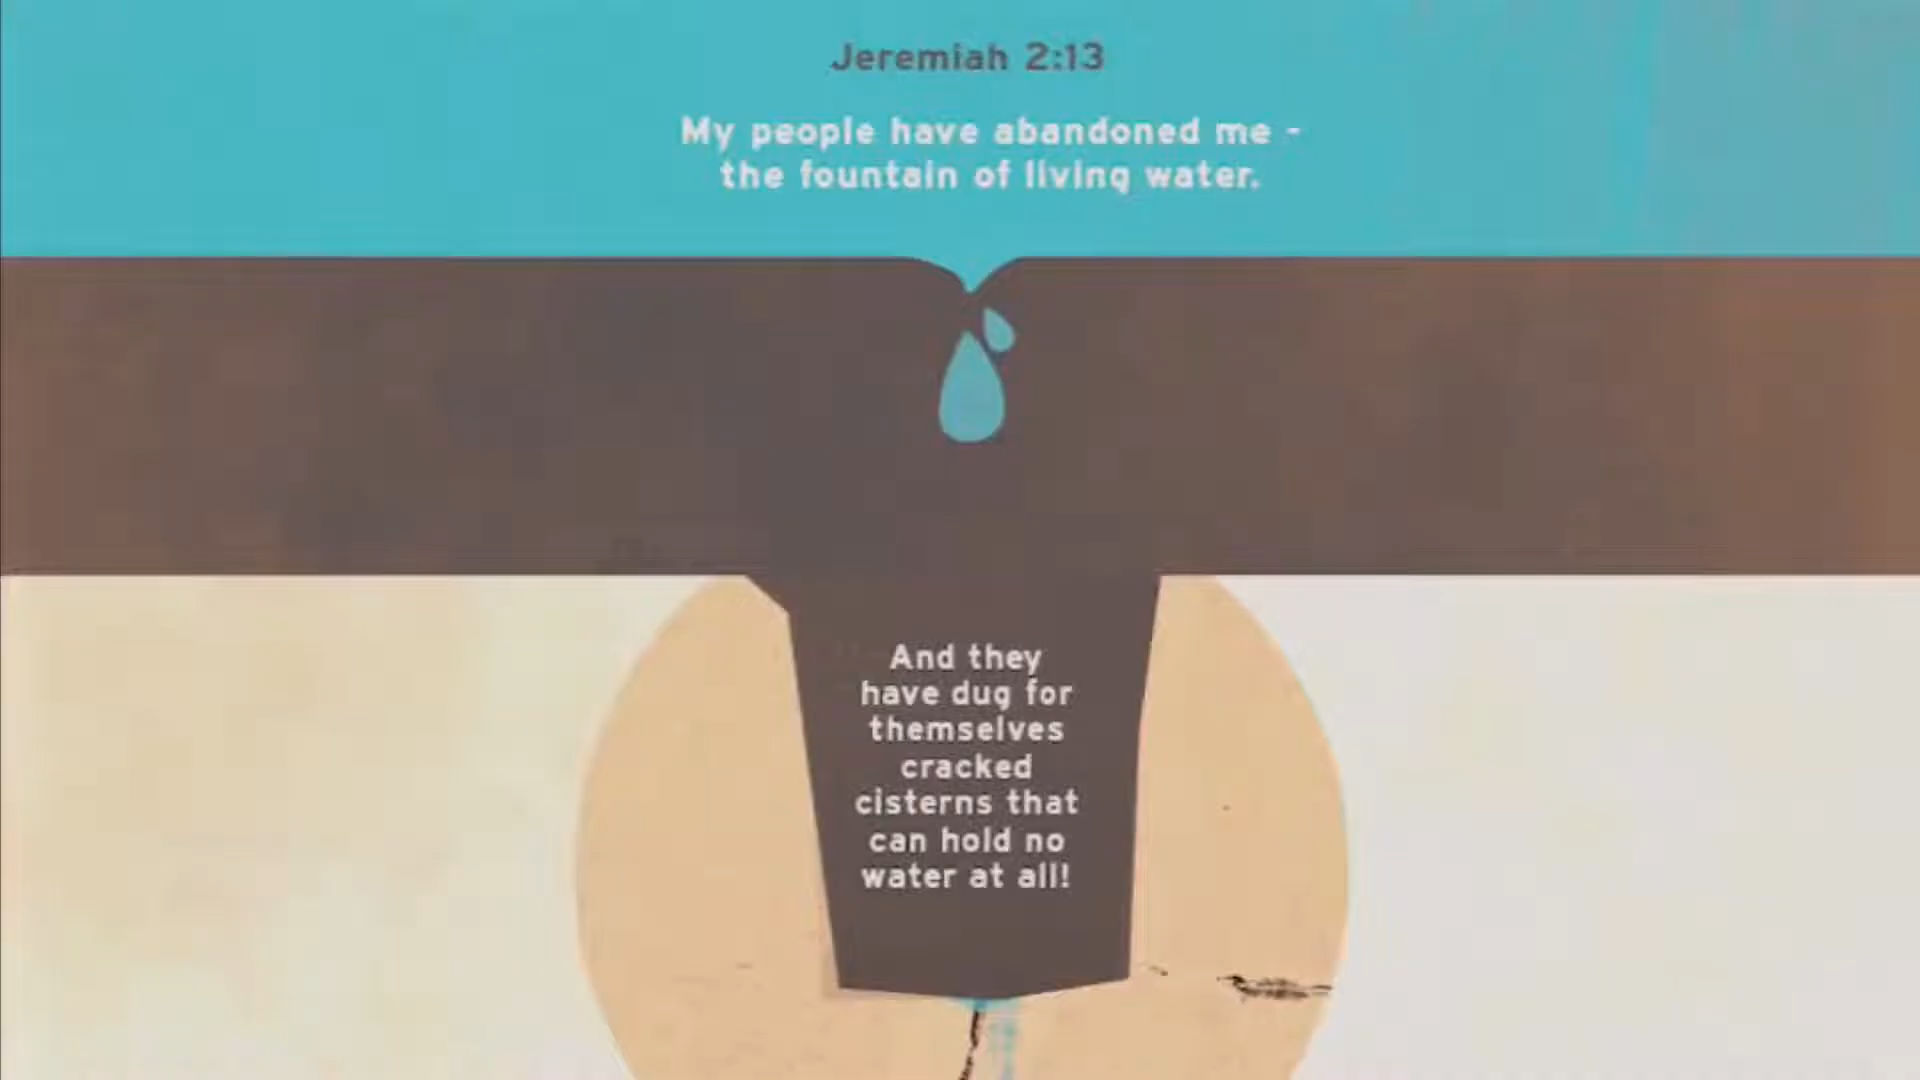 Jeremiah 2:13
My people have abandoned me -
the fountain of living water.
And they
have dug for
themselves
cracked
cisterns that
can hold no
water at all!